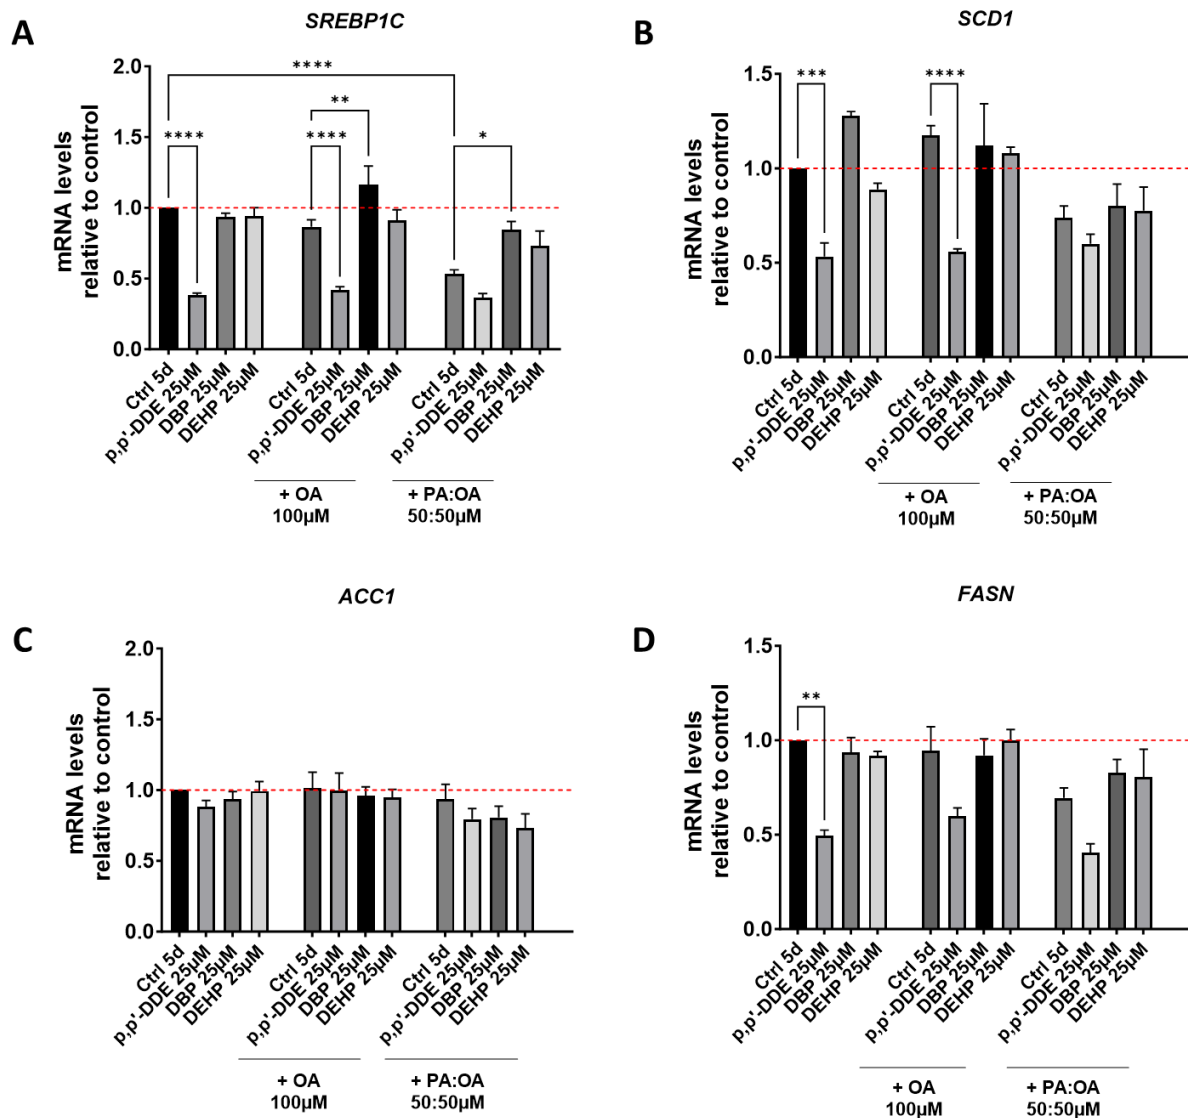 A
SREBP1C
mRNA levels
relative to control
2.0
1.5
1.0
0.5
0.0
****
**
****
****
*
Ctrl 5d
p,p'-DDE 25µM
DBP 25µM
DEHP 25µM
Ctrl 5d
p,p'-DDE 25µM
DBP 25µM
DEHP 25µM
Ctrl 5d
p,p'-DDE 25µM
DBP 25µM
DEHP 25µM
+ OA
100µM
+ PA:OA
50:50µM
B
SCD1
mRNA levels
relative to control
1.5
1.0
0.5
0.0
***
****
Ctrl 5d
p,p'-DDE 25µM
DBP 25µM
DEHP 25µM
Ctrl 5d
p,p'-DDE 25µM
DBP 25µM
DEHP 25µM
Ctrl 5d
p,p'-DDE 25µM
DBP 25µM
DEHP 25µM
+ OA
100µM
+ PA:OA
50:50µM
C
ACC1
mRNA levels
relative to control
2.0
1.5
1.0
0.5
0.0
Ctrl 5d
p,p'-DDE 25µM
DBP 25µM
DEHP 25µM
Ctrl 5d
p,p'-DDE 25µM
DBP 25µM
DEHP 25µM
Ctrl 5d
p,p'-DDE 25µM
DBP 25µM
DEHP 25µM
+ OA
100µM
+ PA:OA
50:50µM
D
FASN
mRNA levels
relative to control
1.5
1.0
0.5
0.0
**
Ctrl 5d
p,p'-DDE 25µM
DBP 25µM
DEHP 25µM
Ctrl 5d
p,p'-DDE 25µM
DBP 25µM
DEHP 25µM
Ctrl 5d
p,p'-DDE 25µM
DBP 25µM
DEHP 25µM
+ OA
100µM
+ PA:OA
50:50µM